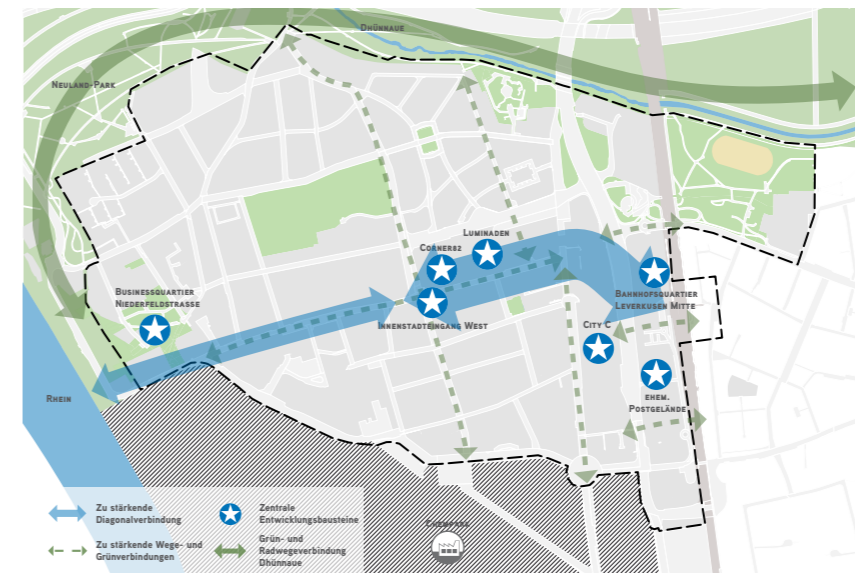 Dhünnaue
Neuland-Park
Luminaden
Corner82
Businessquartier
Niederfeldstrasse
Bahnhofsquartier
Leverkusen Mitte
Innenstadteingang West
City C
Rhein
ehem.
Postgelände
Zu stärkende
Diagonalverbindung
Zentrale
Entwicklungsbausteine
Chempark
Zu stärkende Wege- und
Grünverbindungen
Grün- und
Radwegeverbindung
Dhünnaue